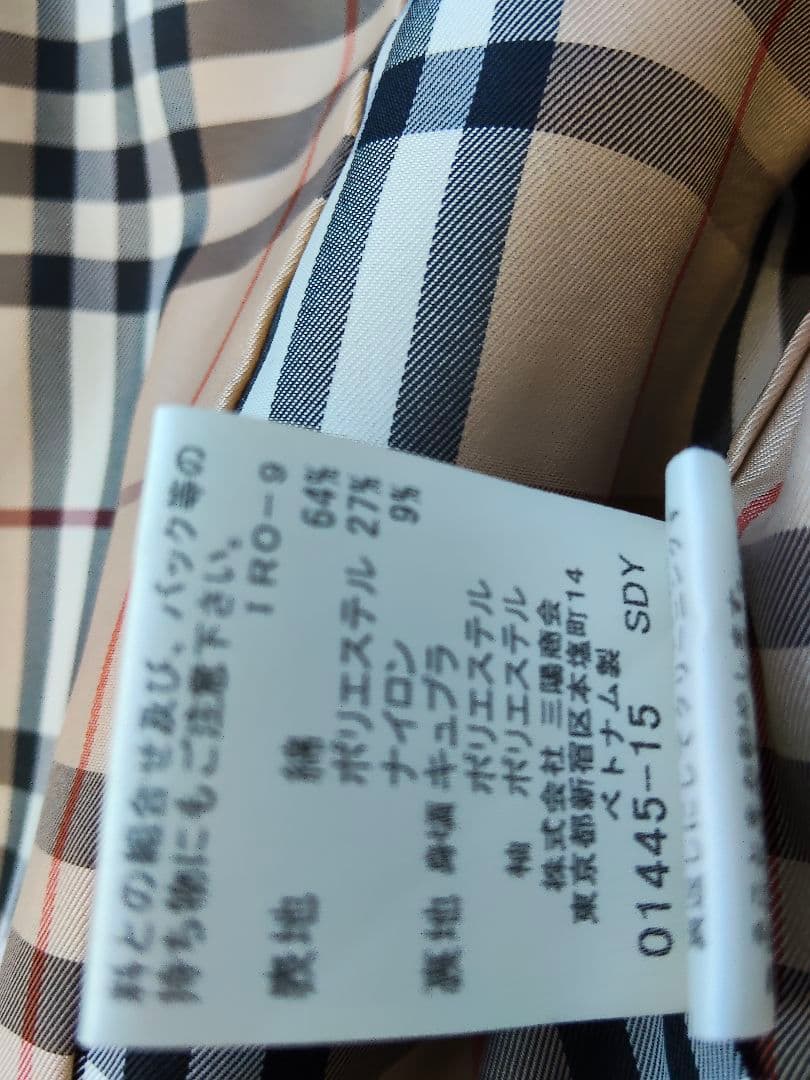 料との組合せ及び、バック等の
持ち物にもご注意下さい。
IRO-9
表地 綿 64%
ポリエステル 27%
ナイロン 9%
裏地 身頃 キュプラ
ポリエステル
袖 ポリエステル
株式会社 三陽商会
東京都新宿区本塩町14
ベトナム製
01445-15 SDY